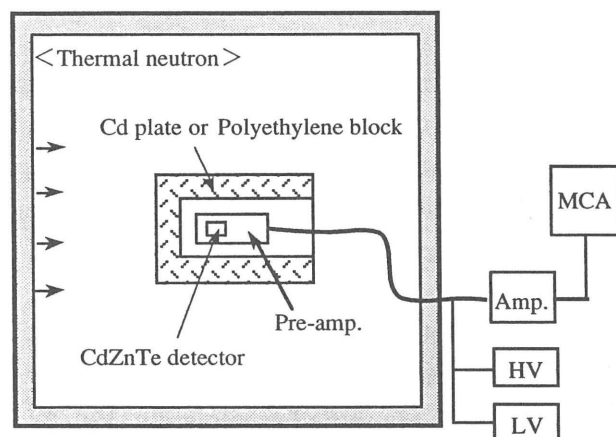 ＜Thermal neutron＞
Cd plate or Polyethylene block
MCA
Amp.
Pre-amp.
CdZnTe detector
HV
LV